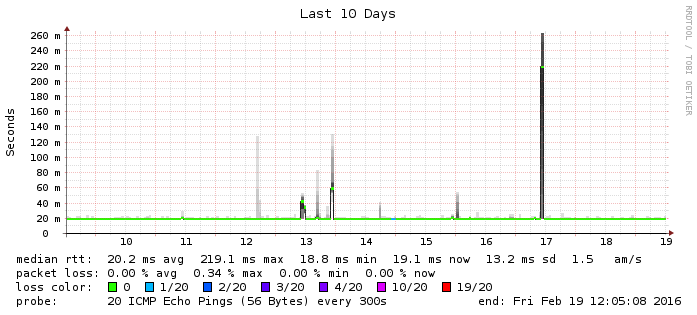 Last 10 Days
RRDTOOL / TOBI OETIKER
Seconds
260 m
240 m
220 m
200 m
180 m
160 m
140 m
120 m
100 m
80 m
60 m
40 m
20 m
0
10 11 12 13 14 15 16 17 18 19
median rtt: 20.2 ms avg 219.1 ms max 18.8 ms min 19.1 ms now 13.2 ms sd 1.5 am/s
packet loss: 0.00 % avg 0.34 % max 0.00 % min 0.00 % now
loss color: 0 1/20 2/20 3/20 4/20 10/20 19/20
probe: 20 ICMP Echo Pings (56 Bytes) every 300s end: Fri Feb 19 12:05:08 2016